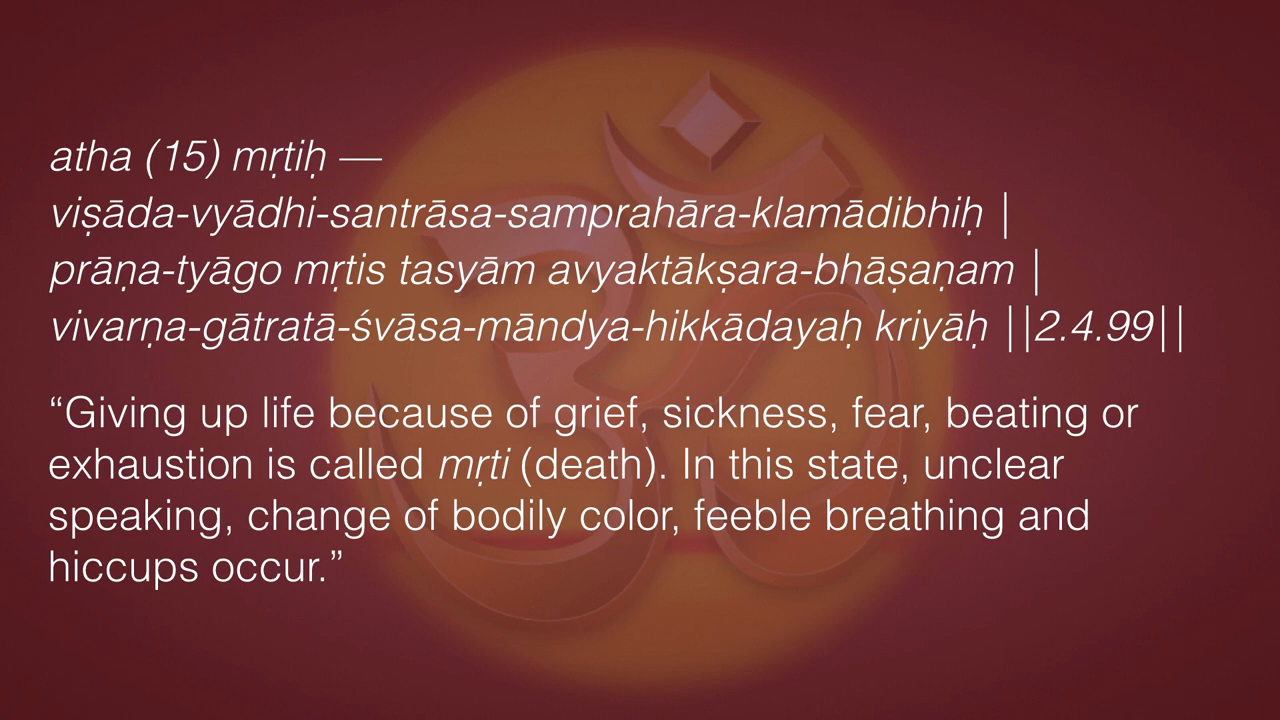 atha (15) mṛtiḥ —
viṣāda-vyādhi-santrāsa-samprahāra-klamādibhiḥ |
prāṇa-tyāgo mṛtis tasyām avyaktākṣara-bhāṣaṇam |
vivarṇa-gātratā-śvāsa-māndya-hikkādayaḥ kriyāḥ ||2.4.99||
“Giving up life because of grief, sickness, fear, beating or
exhaustion is called mṛti (death). In this state, unclear
speaking, change of bodily color, feeble breathing and
hiccups occur.”